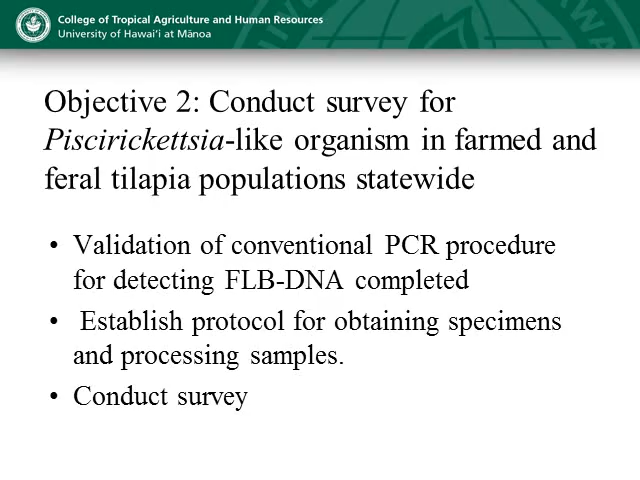 College of Tropical Agriculture and Human Resources
University of Hawai‘i at Mānoa
Objective 2: Conduct survey for
Piscirickettsia-like organism in farmed and
feral tilapia populations statewide
• Validation of conventional PCR procedure
for detecting FLB-DNA completed
• Establish protocol for obtaining specimens
and processing samples.
• Conduct survey